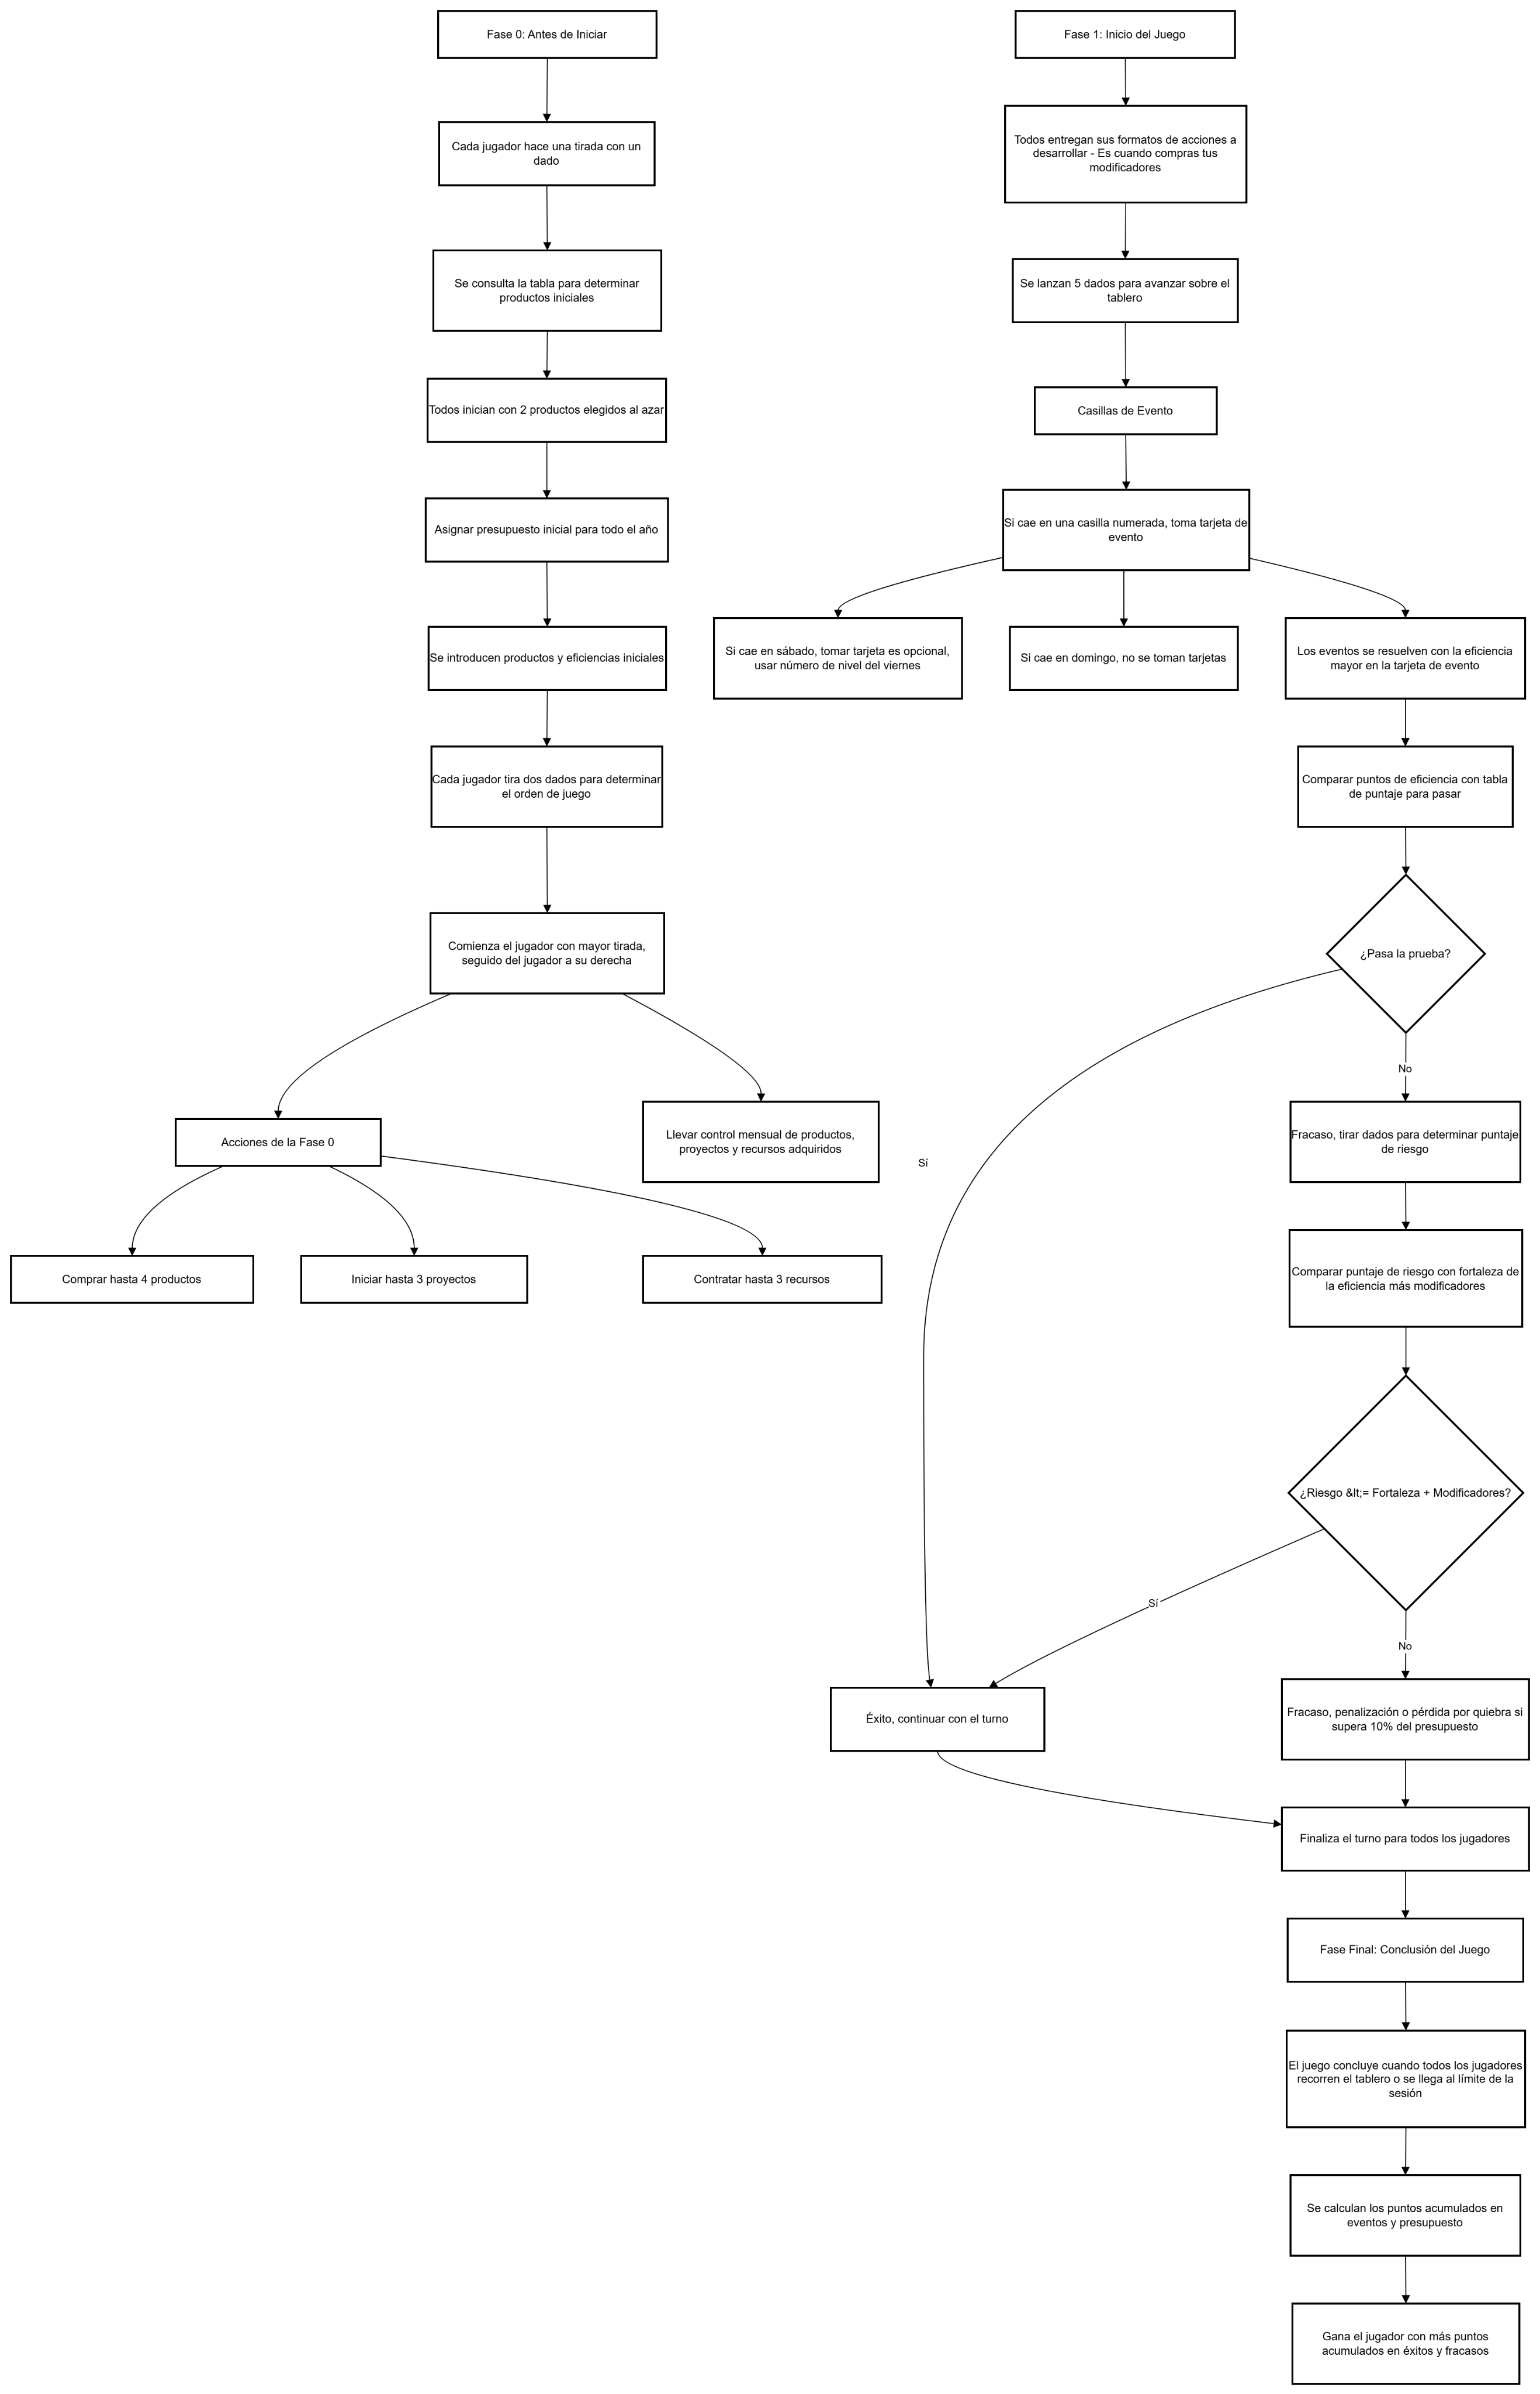 Fase 0: Antes de Iniciar
Cada jugador hace una tirada con un
dado
Se consulta la tabla para determinar
productos iniciales
Todos inician con 2 productos elegidos al azar
Asignar presupuesto inicial para todo el año
Se introducen productos y eficiencias iniciales
Cada jugador tira dos dados para determinar
el orden de juego
Comienza el jugador con mayor tirada,
seguido del jugador a su derecha
Acciones de la Fase 0
Llevar control mensual de productos,
proyectos y recursos adquiridos
Comprar hasta 4 productos
Iniciar hasta 3 proyectos
Contratar hasta 3 recursos
Fase 1: Inicio del Juego
Todos entregan sus formatos de acciones a
desarrollar - Es cuando compras tus
modificadores
Se lanzan 5 dados para avanzar sobre el
tablero
Casillas de Evento
Si cae en una casilla numerada, toma tarjeta de
evento
Si cae en sábado, tomar tarjeta es opcional,
usar número de nivel del viernes
Si cae en domingo, no se toman tarjetas
Los eventos se resuelven con la eficiencia
mayor en la tarjeta de evento
Comparar puntos de eficiencia con tabla
de puntaje para pasar
¿Pasa la prueba?
No
Sí
Fracaso, tirar dados para determinar puntaje
de riesgo
Comparar puntaje de riesgo con fortaleza de
la eficiencia más modificadores
¿Riesgo &lt;= Fortaleza + Modificadores?
Sí
No
Éxito, continuar con el turno
Fracaso, penalización o pérdida por quiebra si
supera 10% del presupuesto
Finaliza el turno para todos los jugadores
Fase Final: Conclusión del Juego
El juego concluye cuando todos los jugadores
recorren el tablero o se llega al límite de la
sesión
Se calculan los puntos acumulados en
eventos y presupuesto
Gana el jugador con más puntos
acumulados en éxitos y fracasos